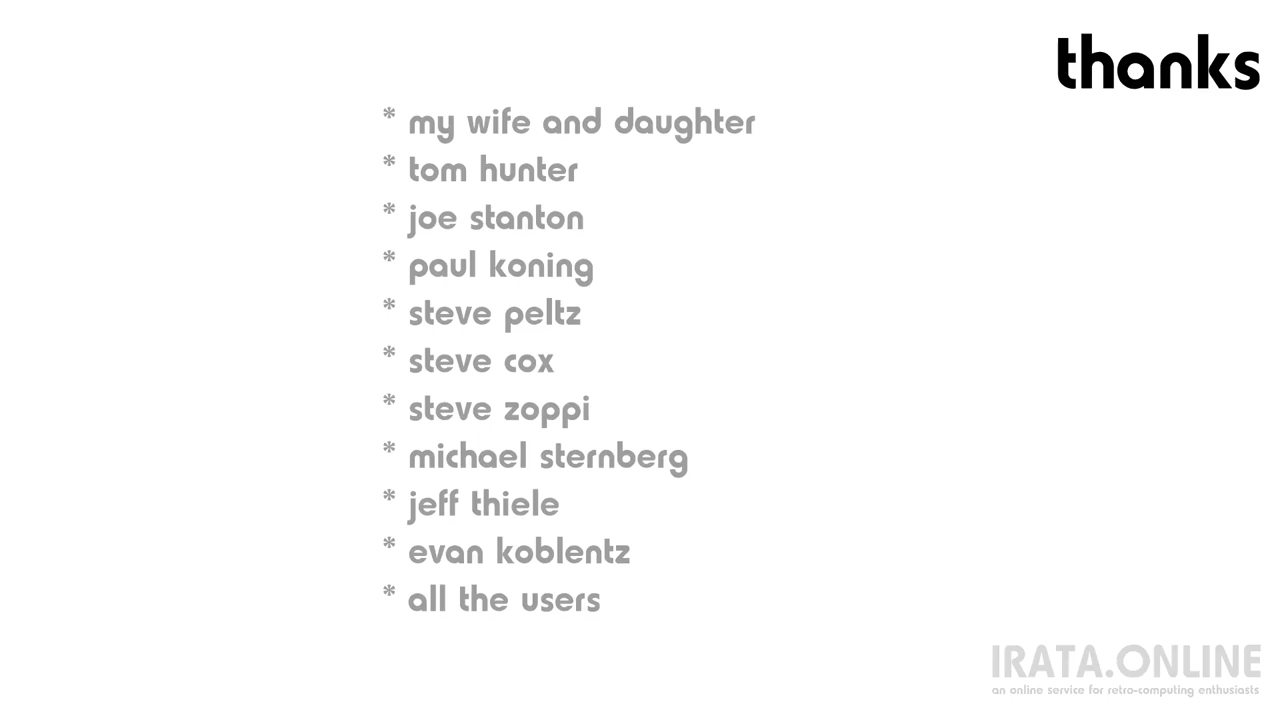 thanks
* my wife and daughter
* tom hunter
* joe stanton
* paul koning
* steve peltz
* steve cox
* steve zoppi
* michael sternberg
* jeff thiele
* evan koblentz
* all the users
IRATA.ONLINE
an online service for retro-computing enthusiasts